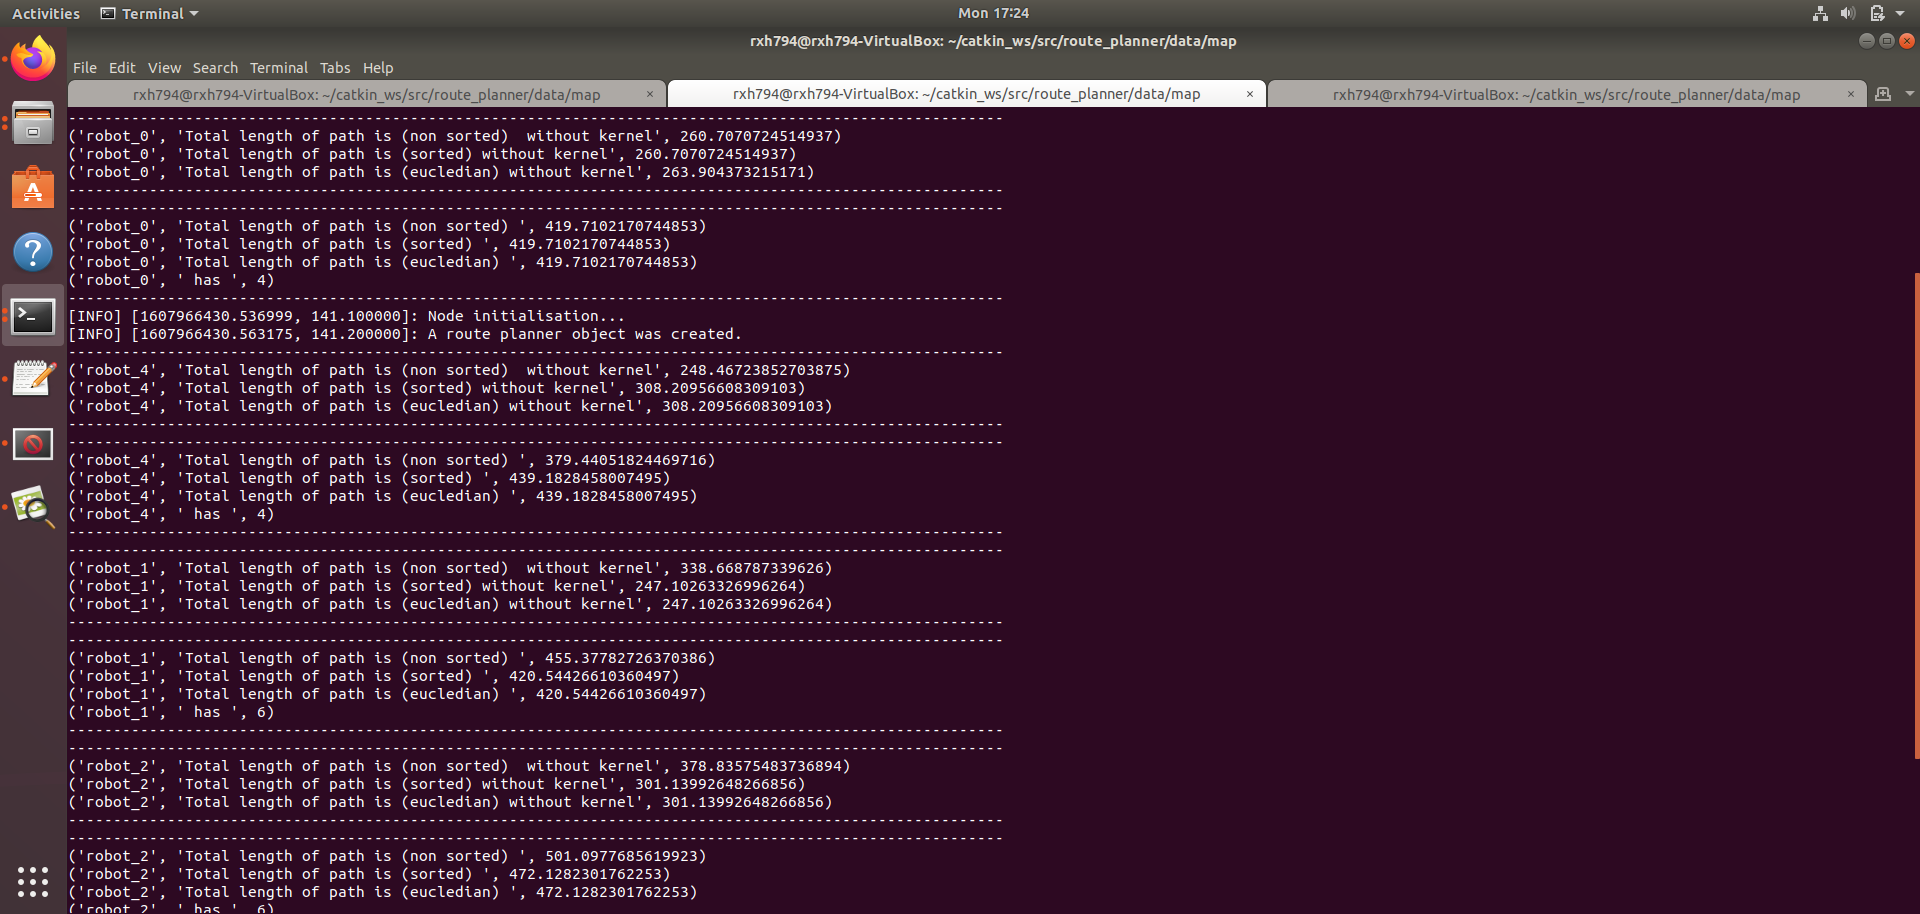 Activities Terminal Mon 17:24
rxh794@rxh794-VirtualBox: ~/catkin_ws/src/route_planner/data/map
File Edit View Search Terminal Tabs Help
rxh794@rxh794-VirtualBox: ~/catkin_ws/src/route_planner/data/map × rxh794@rxh794-VirtualBox: ~/catkin_ws/src/route_planner/data/map × rxh794@rxh794-VirtualBox: ~/catkin_ws/src/route_planner/data/map ×
--------------------------------------------------------------------------------------------------------
('robot_0', 'Total length of path is (non sorted)  without kernel', 260.7070724514937)
('robot_0', 'Total length of path is (sorted) without kernel', 260.7070724514937)
('robot_0', 'Total length of path is (eucledian) without kernel', 263.904373215171)
--------------------------------------------------------------------------------------------------------
--------------------------------------------------------------------------------------------------------
('robot_0', 'Total length of path is (non sorted) ', 419.7102170744853)
('robot_0', 'Total length of path is (sorted) ', 419.7102170744853)
('robot_0', 'Total length of path is (eucledian) ', 419.7102170744853)
('robot_0', ' has ', 4)
--------------------------------------------------------------------------------------------------------
[INFO] [1607966430.536999, 141.100000]: Node initialisation...
[INFO] [1607966430.563175, 141.200000]: A route planner object was created.
--------------------------------------------------------------------------------------------------------
('robot_4', 'Total length of path is (non sorted)  without kernel', 248.46723852703875)
('robot_4', 'Total length of path is (sorted) without kernel', 308.20956608309103)
('robot_4', 'Total length of path is (eucledian) without kernel', 308.20956608309103)
--------------------------------------------------------------------------------------------------------
--------------------------------------------------------------------------------------------------------
('robot_4', 'Total length of path is (non sorted) ', 379.44051824469716)
('robot_4', 'Total length of path is (sorted) ', 439.1828458007495)
('robot_4', 'Total length of path is (eucledian) ', 439.1828458007495)
('robot_4', ' has ', 4)
--------------------------------------------------------------------------------------------------------
--------------------------------------------------------------------------------------------------------
('robot_1', 'Total length of path is (non sorted)  without kernel', 338.668787339626)
('robot_1', 'Total length of path is (sorted) without kernel', 247.10263326996264)
('robot_1', 'Total length of path is (eucledian) without kernel', 247.10263326996264)
--------------------------------------------------------------------------------------------------------
--------------------------------------------------------------------------------------------------------
('robot_1', 'Total length of path is (non sorted) ', 455.37782726370386)
('robot_1', 'Total length of path is (sorted) ', 420.54426610360497)
('robot_1', 'Total length of path is (eucledian) ', 420.54426610360497)
('robot_1', ' has ', 6)
--------------------------------------------------------------------------------------------------------
--------------------------------------------------------------------------------------------------------
('robot_2', 'Total length of path is (non sorted)  without kernel', 378.83575483736894)
('robot_2', 'Total length of path is (sorted) without kernel', 301.13992648266856)
('robot_2', 'Total length of path is (eucledian) without kernel', 301.13992648266856)
--------------------------------------------------------------------------------------------------------
--------------------------------------------------------------------------------------------------------
('robot_2', 'Total length of path is (non sorted) ', 501.0977685619923)
('robot_2', 'Total length of path is (sorted) ', 472.1282301762253)
('robot_2', 'Total length of path is (eucledian) ', 472.1282301762253)
('robot_2', ' has ', 6)